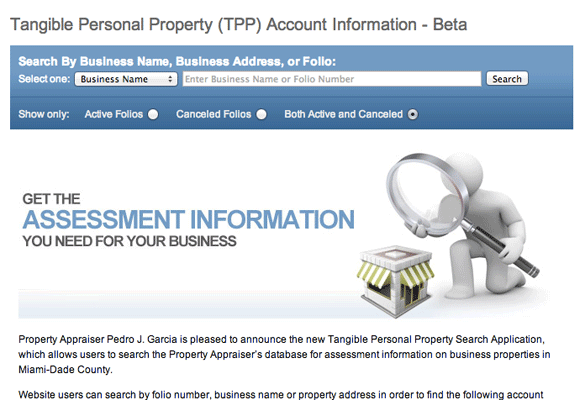 Tangible Personal Property (TPP) Account Information - Beta
Search By Business Name, Business Address, or Folio:
Select one: Business Name Enter Business Name or Folio Number Search
Show only: Active Folios Canceled Folios Both Active and Canceled
GET THE
ASSESSMENT INFORMATION
YOU NEED FOR YOUR BUSINESS
Property Appraiser Pedro J. Garcia is pleased to announce the new Tangible Personal Property Search Application,
which allows users to search the Property Appraiser's database for assessment information on business properties in
Miami-Dade County.
Website users can search by folio number, business name or property address in order to find the following account